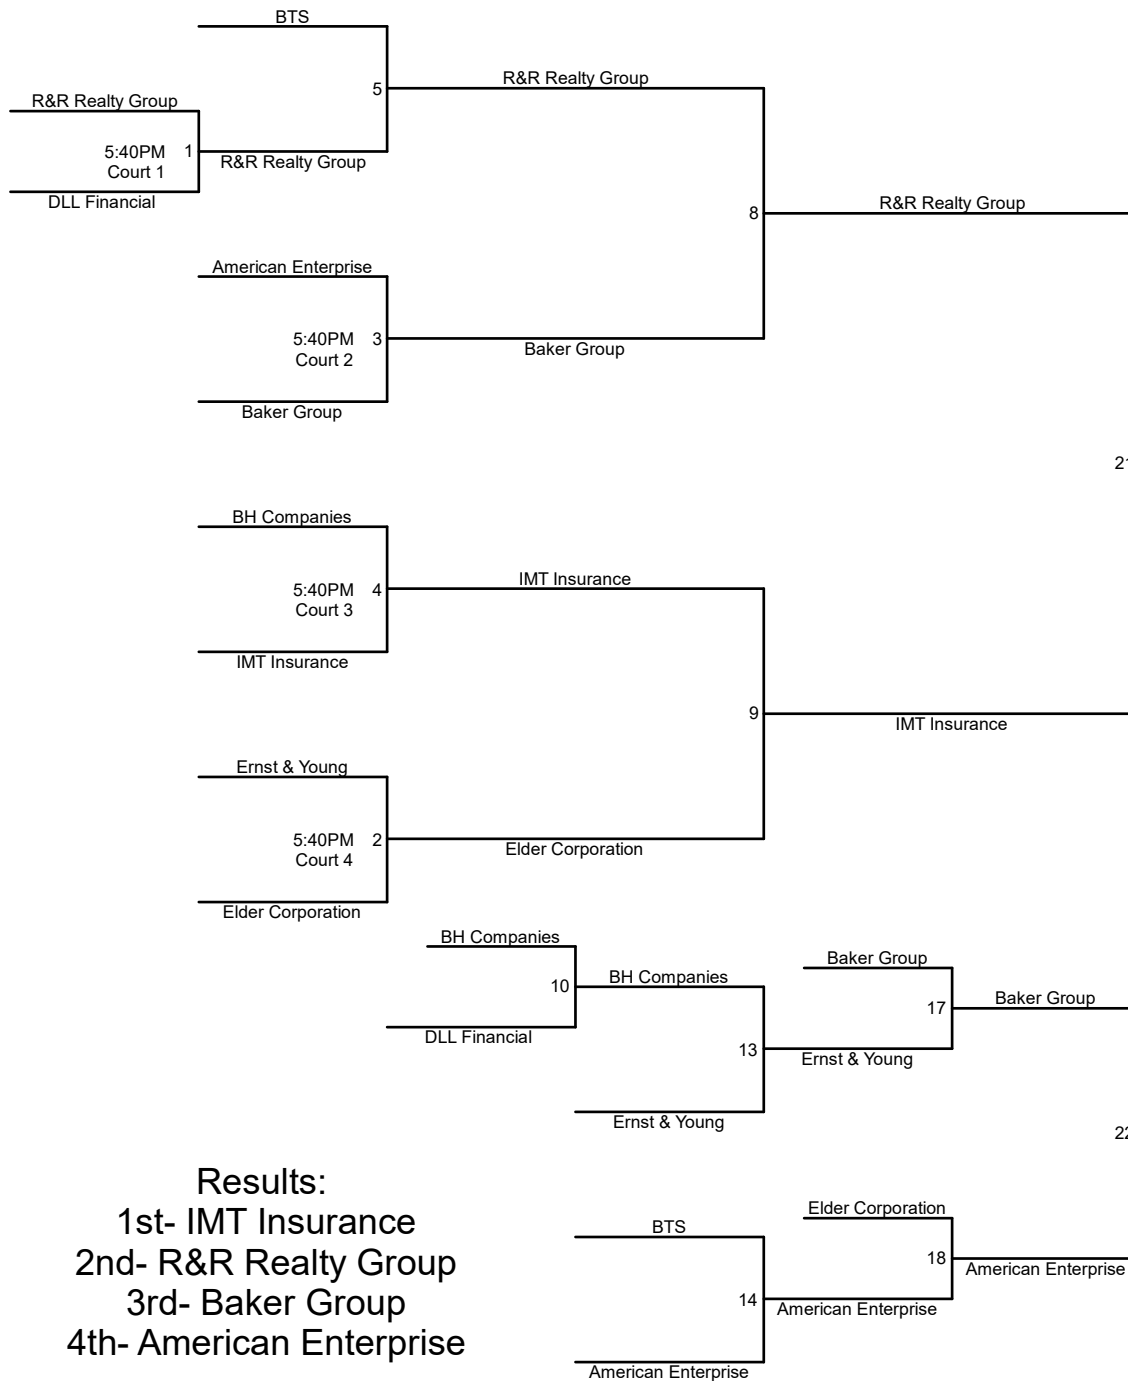 BTS
R&R Realty Group
5
R&R Realty Group
5:40PM 1
Court 1
R&R Realty Group
DLL Financial
8
R&R Realty Group
American Enterprise
5:40PM 3
Court 2
Baker Group
Baker Group
21
BH Companies
IMT Insurance
5:40PM 4
Court 3
IMT Insurance
9
IMT Insurance
Ernst & Young
5:40PM 2
Court 4
Elder Corporation
Elder Corporation
BH Companies
10
BH Companies
DLL Financial
Baker Group
17
Baker Group
13
Ernst & Young
Ernst & Young
22
Results:
1st- IMT Insurance
2nd- R&R Realty Group
3rd- Baker Group
4th- American Enterprise
BTS
Elder Corporation
18
American Enterprise
14
American Enterprise
American Enterprise